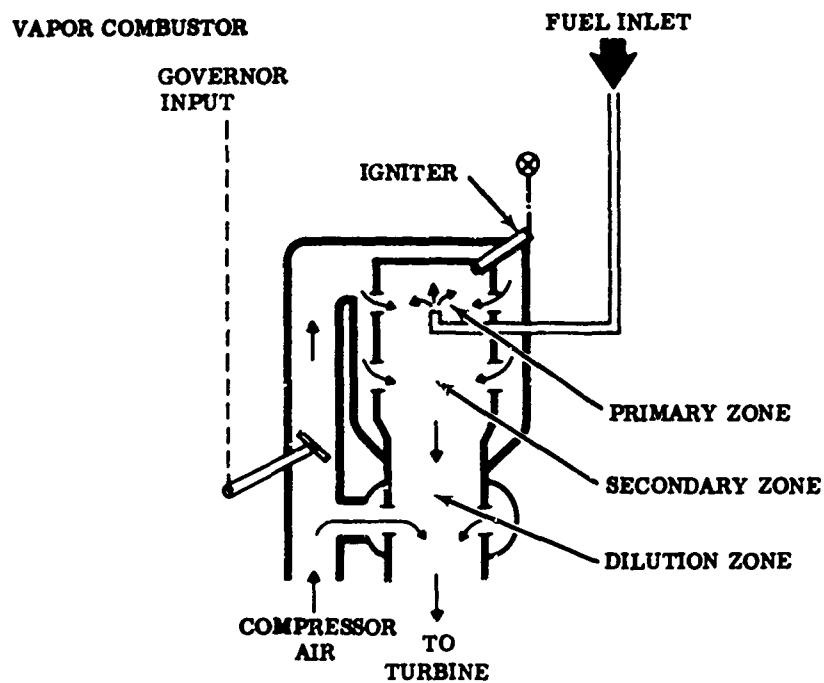 VAPOR COMBUSTOR
FUEL INLET
GOVERNOR
INPUT
IGNITER
PRIMARY ZONE
SECONDARY ZONE
DILUTION ZONE
COMPRESSOR
AIR
TO
TURBINE